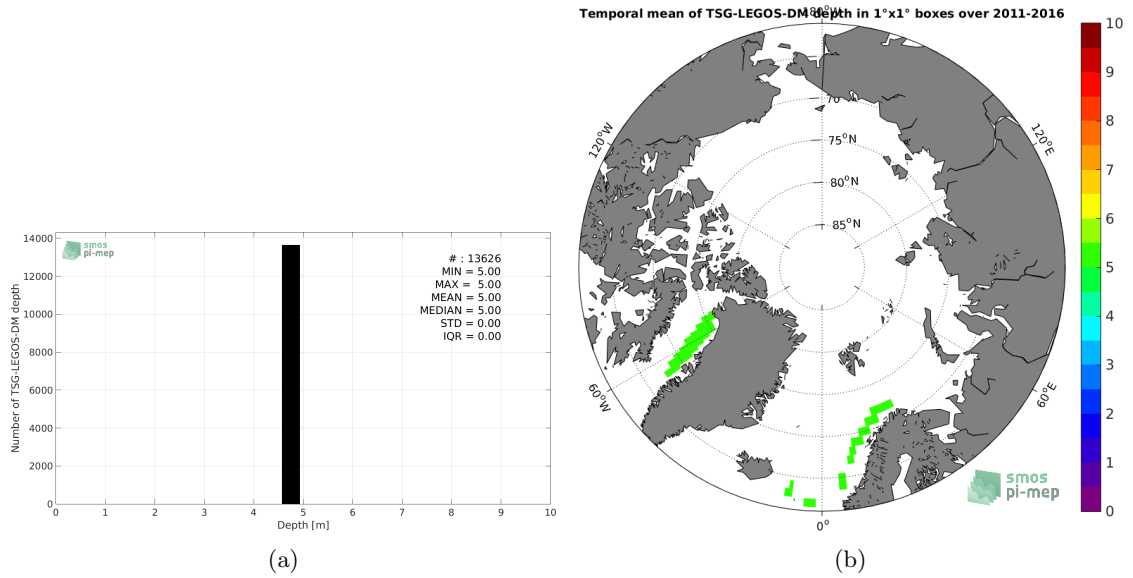 Temporal mean of TSG-LEGOS-DM depth in 1°x1° boxes over 2011-2016
180°W
70°
75°N
80°N
85°N
120°W
120°E
60°W
60°E
0°
10
9
8
7
6
5
4
3
2
1
0
smos
pi-mep
smos
pi-mep
# : 13626
MIN = 5.00
MAX = 5.00
MEAN = 5.00
MEDIAN = 5.00
STD = 0.00
IQR = 0.00
Number of TSG-LEGOS-DM depth
14000
12000
10000
8000
6000
4000
2000
0
0 1 2 3 4 5 6 7 8 9 10
Depth [m]
(a)
(b)